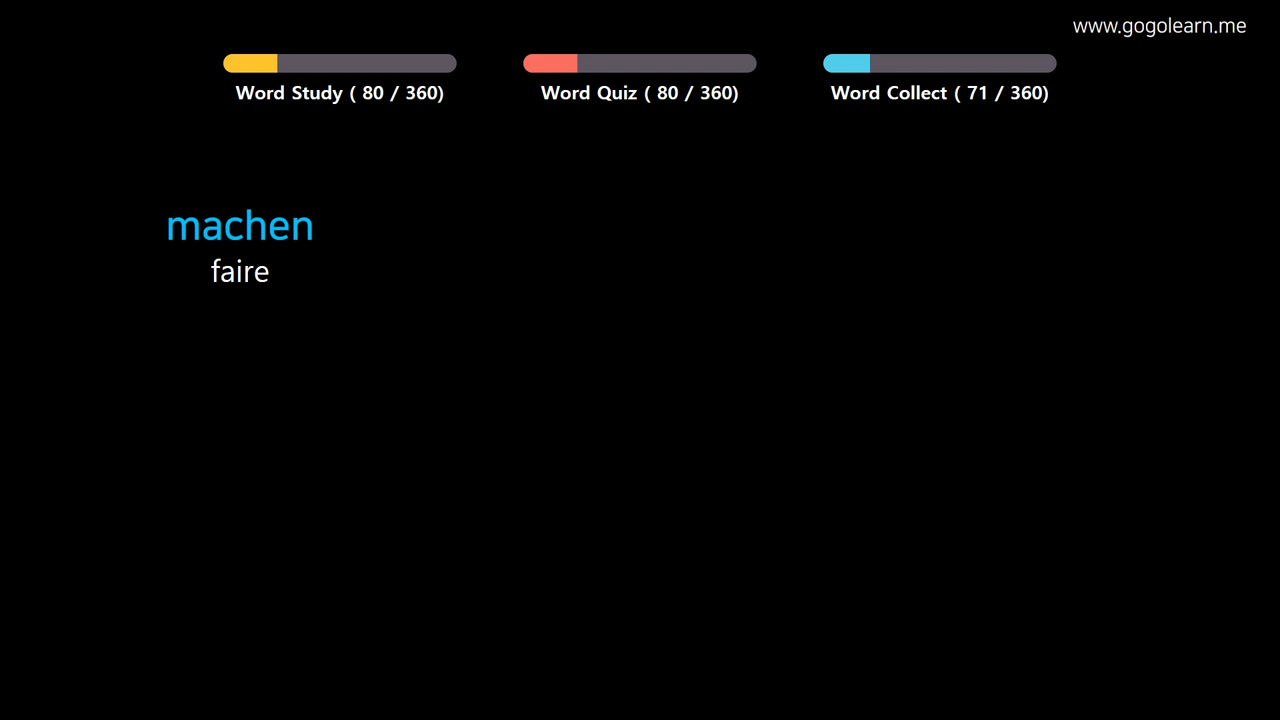 www.gogolearn.me
Word Study ( 80 / 360)
Word Quiz ( 80 / 360)
Word Collect ( 71 / 360)
machen
faire